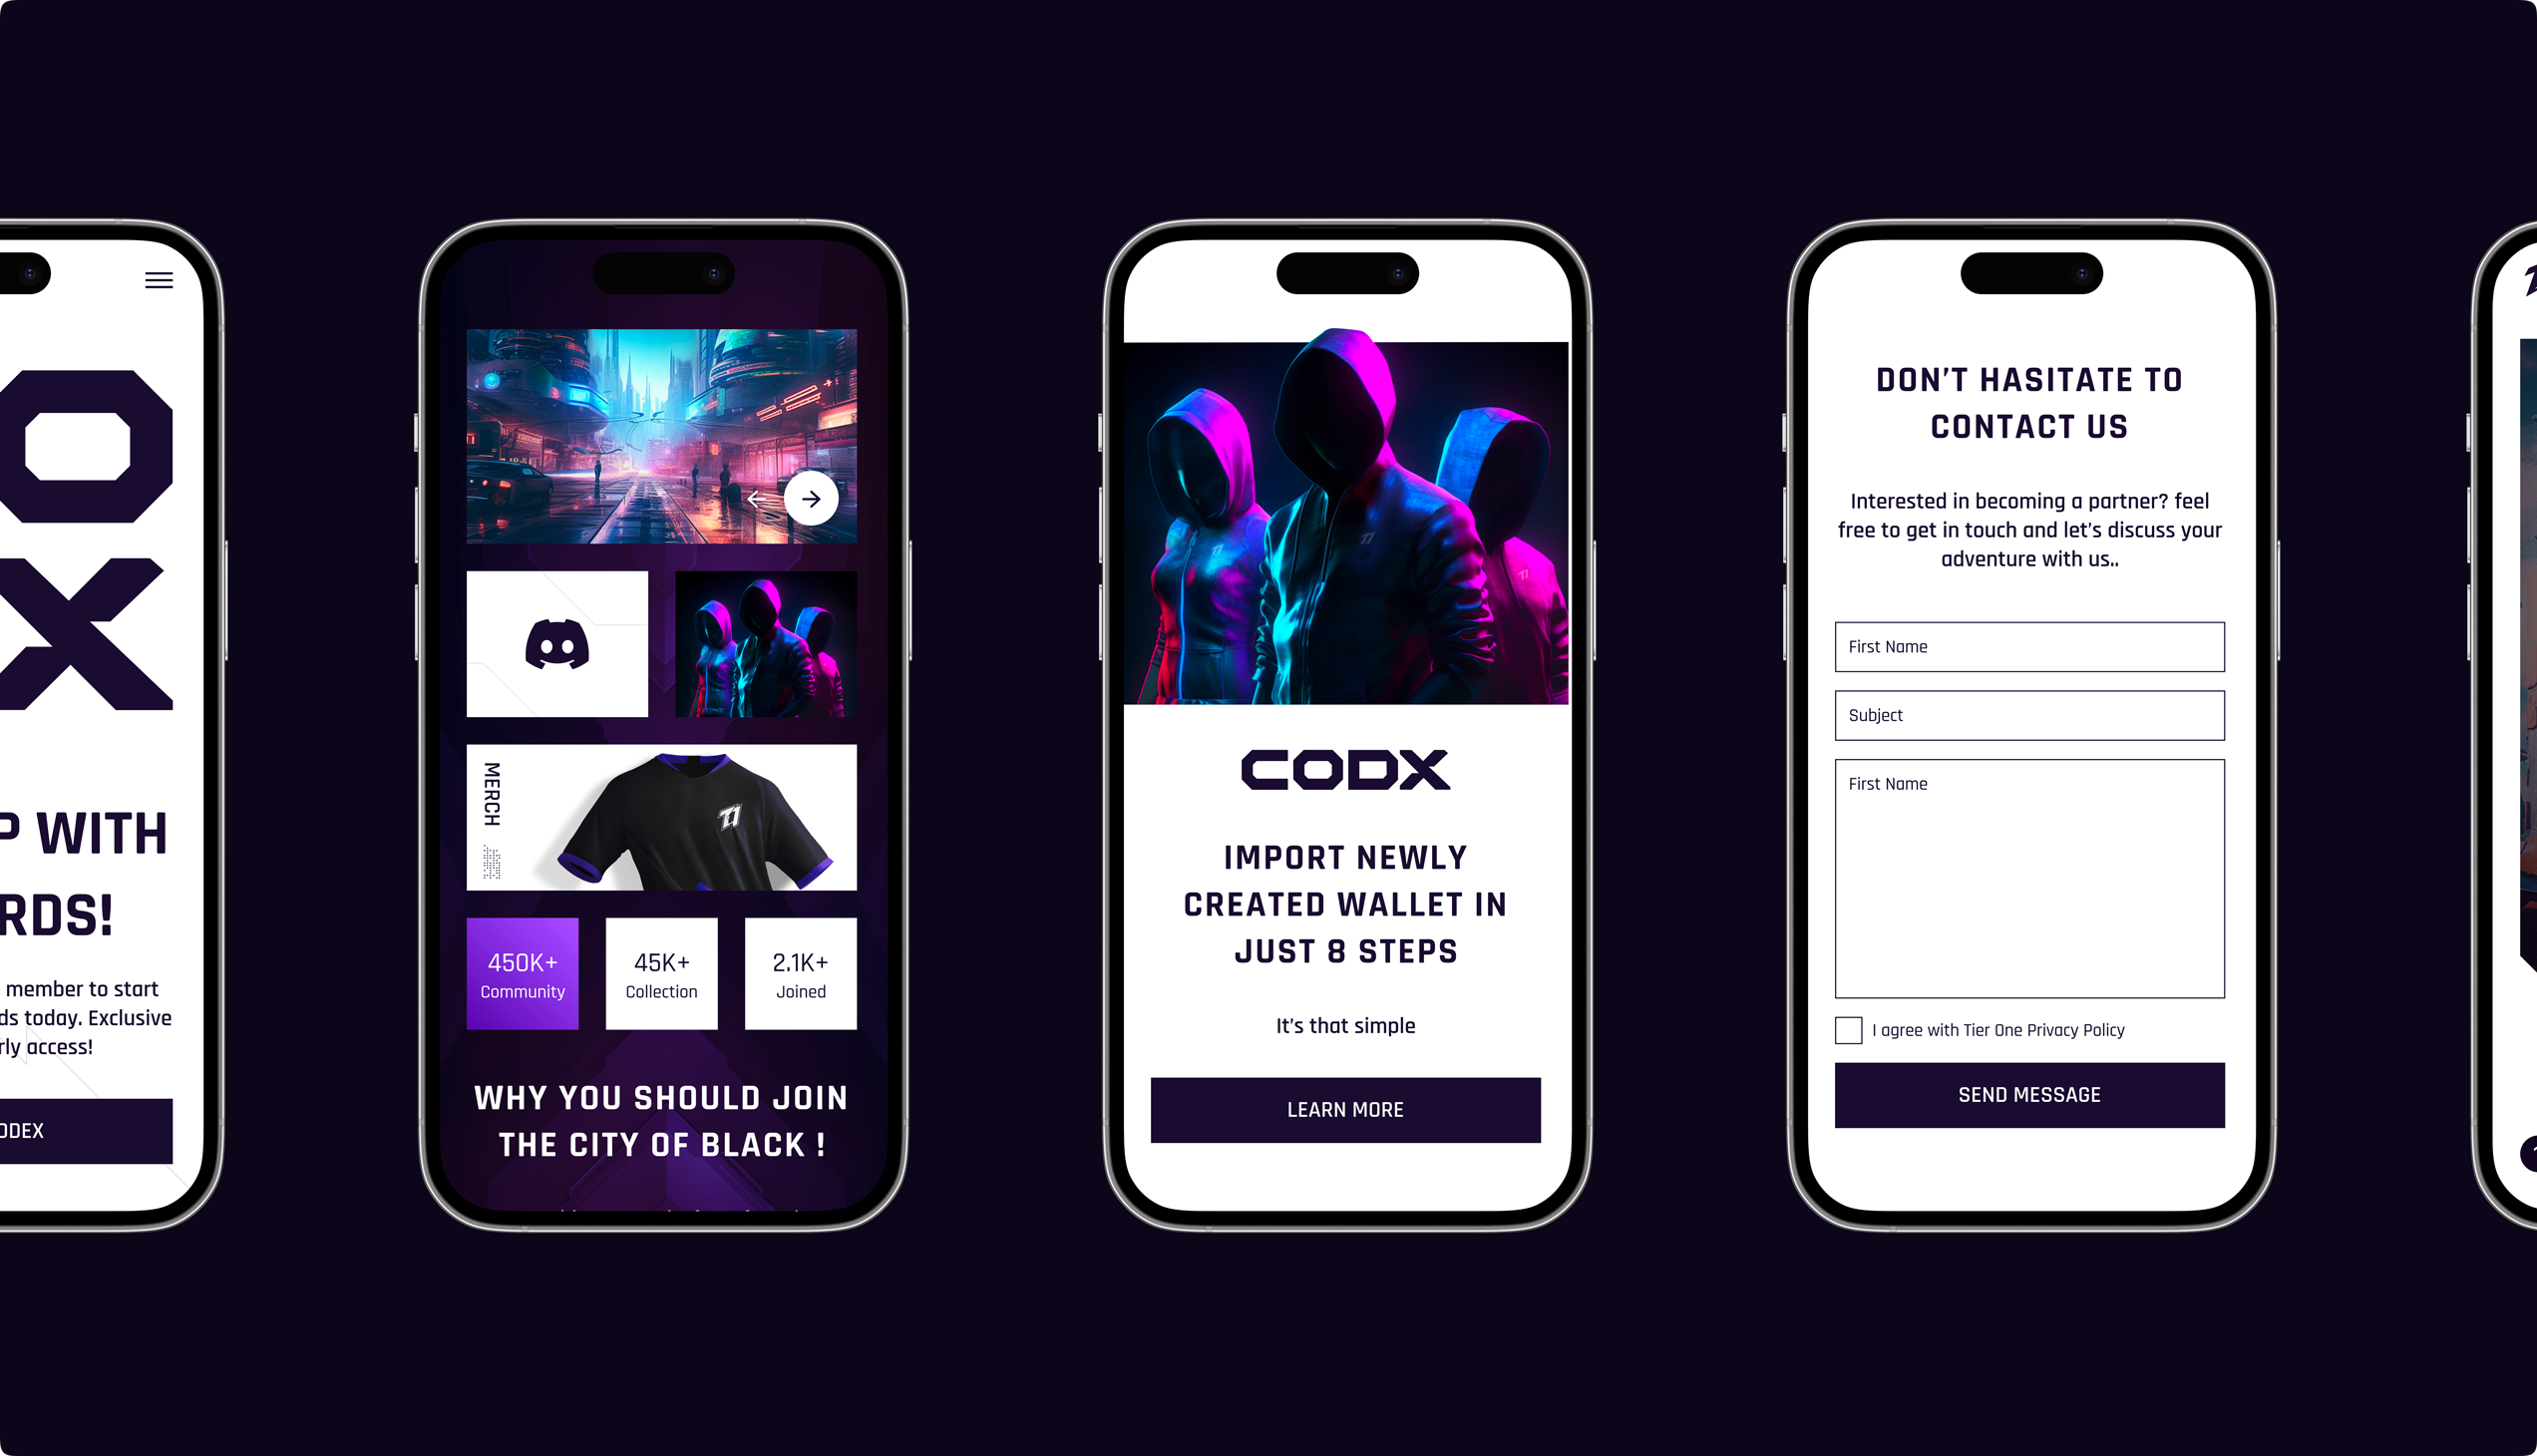 O
X
P WITH
RDS!
member to start
ds today. Exclusive
rly access!
ODEX
MERCH
T1
450K+
Community
45K+
Collection
2.1K+
Joined
WHY YOU SHOULD JOIN
THE CITY OF BLACK !
CODX
IMPORT NEWLY
CREATED WALLET IN
JUST 8 STEPS
It's that simple
LEARN MORE
DON'T HASITATE TO
CONTACT US
Interested in becoming a partner? feel
free to get in touch and let's discuss your
adventure with us..
First Name
Subject
First Name
I agree with Tier One Privacy Policy
SEND MESSAGE